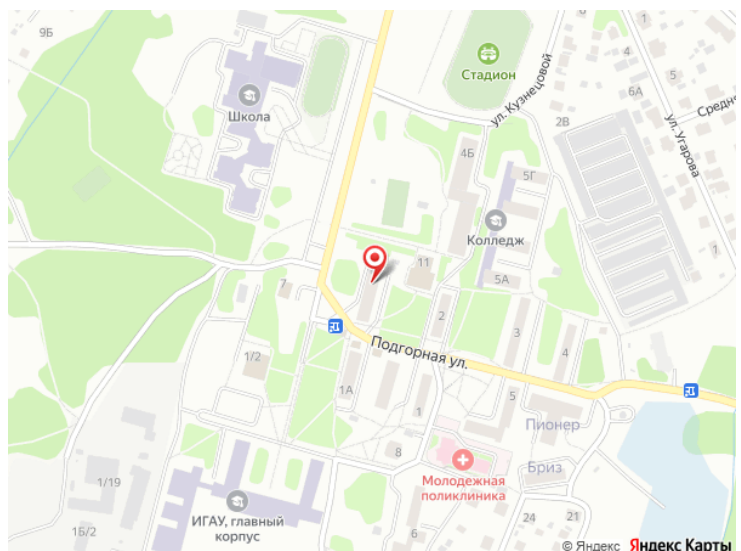 9Б
Стадион
4
6
5
6А
Средня
ул. Кузнецовой
2В
ул. Угарова
Школа
4Б
5Г
Колледж
1
11
5А
7
2
3
4
Подгорная ул.
1/2
1А
1
5
Пионер
8
Бриз
Молодежная
поликлиника
1/19
ИГАУ, главный
корпус
24
21
1Б/2
© Яндекс Яндекс Карты